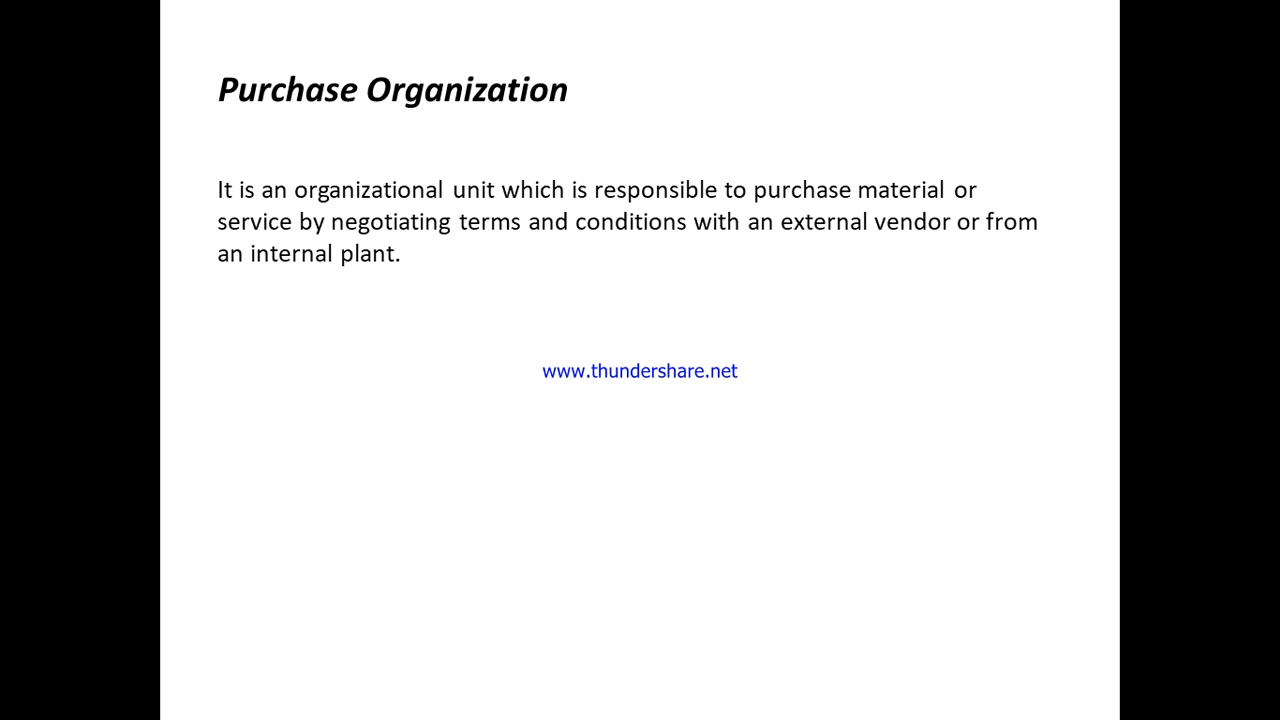 Purchase Organization
It is an organizational unit which is responsible to purchase material or
service by negotiating terms and conditions with an external vendor or from
an internal plant.
www.thundershare.net